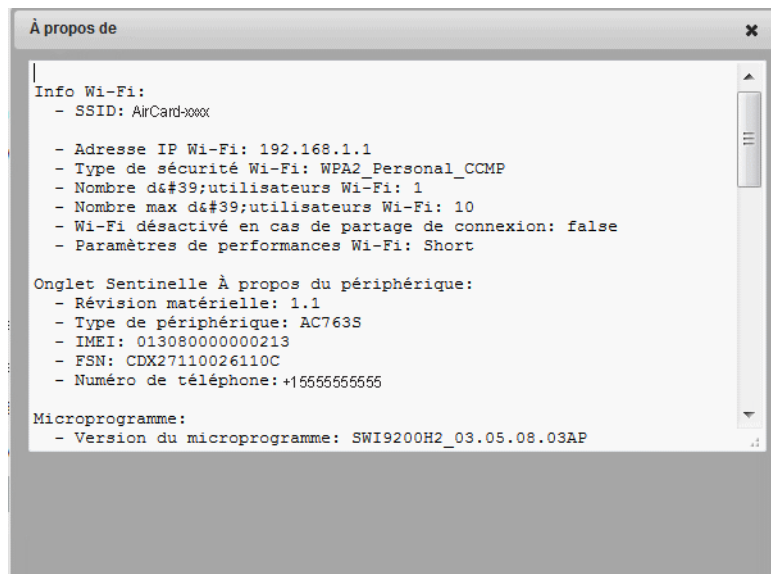 À propos de
Info Wi-Fi:
- SSID: AirCard-xxxx
- Adresse IP Wi-Fi: 192.168.1.1
- Type de sécurité Wi-Fi: WPA2_Personal_CCMP
- Nombre d&#39;utilisateurs Wi-Fi: 1
- Nombre max d&#39;utilisateurs Wi-Fi: 10
- Wi-Fi désactivé en cas de partage de connexion: false
- Paramètres de performances Wi-Fi: Short
Onglet Sentinelle À propos du périphérique:
- Révision matérielle: 1.1
- Type de périphérique: AC763S
- IMEI: 013080000000213
- FSN: CDX27110026110C
- Numéro de téléphone: +15555555555
Microprogramme:
- Version du microprogramme: SWI9200H2_03.05.08.03AP